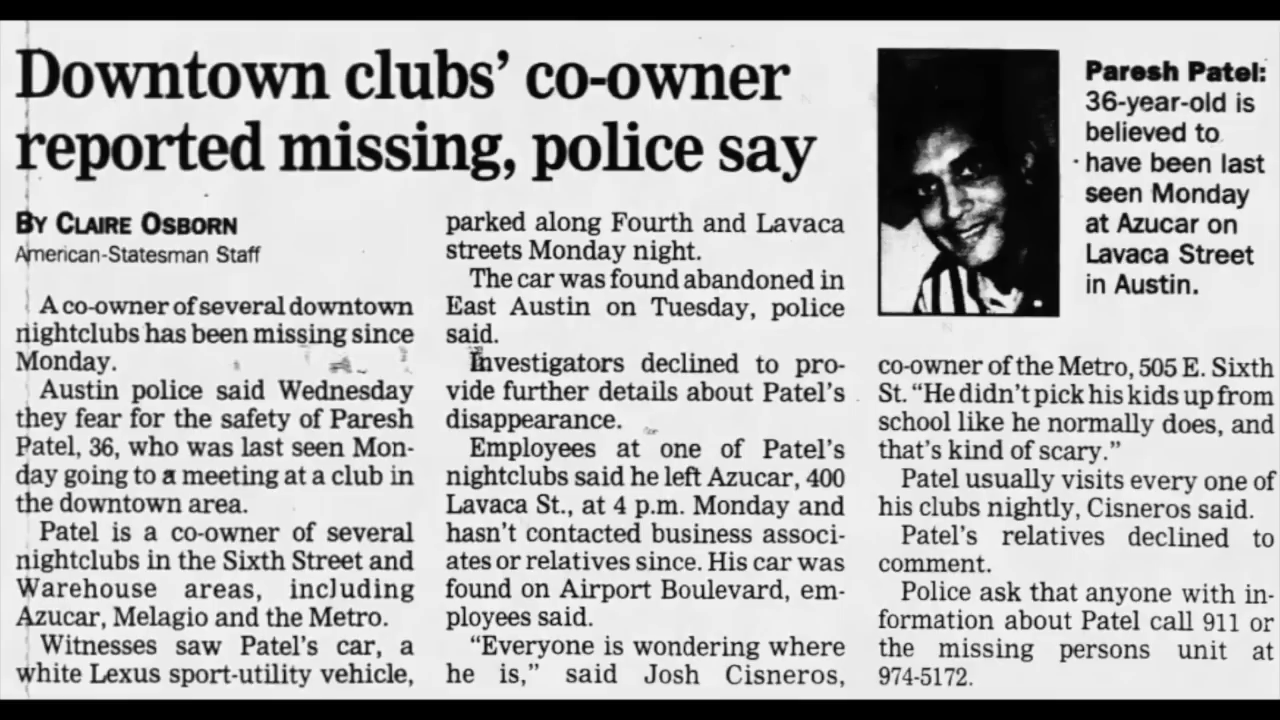 Downtown clubs' co-owner
reported missing, police say
BY CLAIRE OSBORN
American-Statesman Staff
A co-owner of several downtown
nightclubs has been missing since
Monday.
Austin police said Wednesday
they fear for the safety of Paresh
Patel, 36, who was last seen Mon-
day going to a meeting at a club in
the downtown area.
Patel is a co-owner of several
nightclubs in the Sixth Street and
Warehouse areas, including
Azucar, Melagio and the Metro.
Witnesses saw Patel's car, a
white Lexus sport-utility vehicle,
parked along Fourth and Lavaca
streets Monday night.
The car was found abandoned in
East Austin on Tuesday, police
said.
Investigators declined to pro-
vide further details about Patel's
disappearance.
Employees at one of Patel's
nightclubs said he left Azucar, 400
Lavaca St., at 4 p.m. Monday and
hasn't contacted business associ-
ates or relatives since. His car was
found on Airport Boulevard, em-
ployees said.
"Everyone is wondering where
he is," said Josh Cisneros,
Paresh Patel:
36-year-old is
believed to
have been last
seen Monday
at Azucar on
Lavaca Street
in Austin.
co-owner of the Metro, 505 E. Sixth
St. "He didn't pick his kids up from
school like he normally does, and
that's kind of scary."
Patel usually visits every one of
his clubs nightly, Cisneros said.
Patel's relatives declined to
comment.
Police ask that anyone with in-
formation about Patel call 911 or
the missing persons unit at
974-5172.